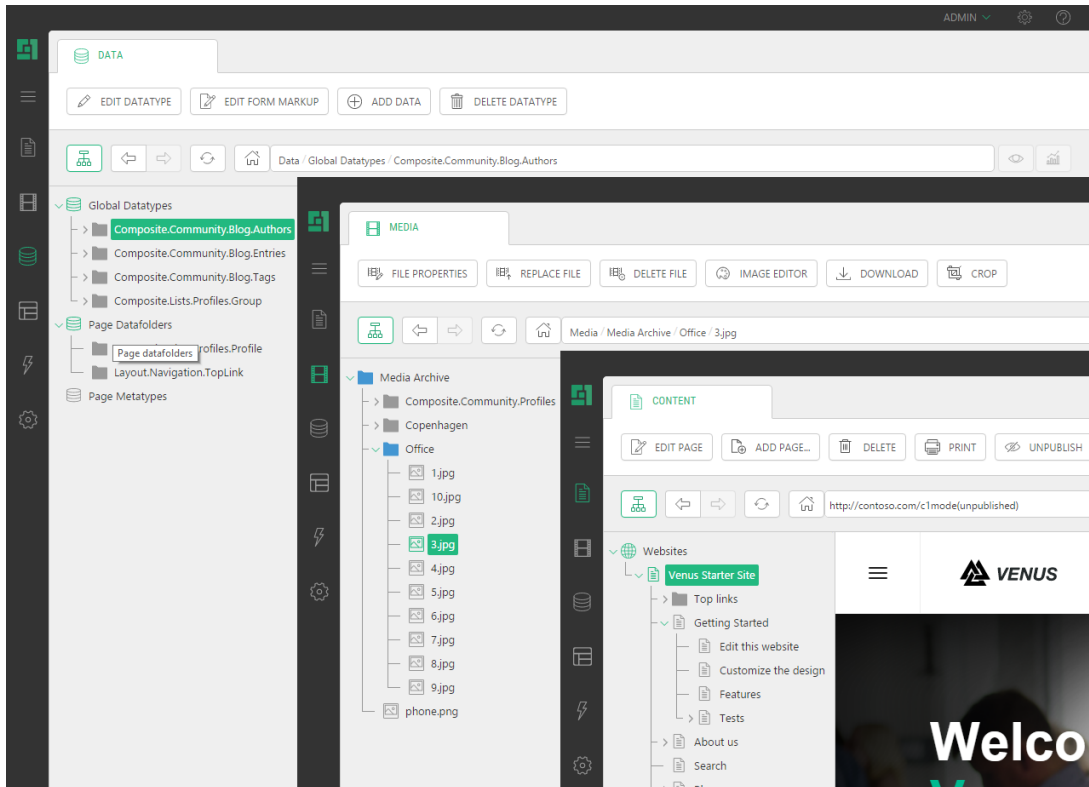 ADMIN
DATA
EDIT DATATYPE
EDIT FORM MARKUP
ADD DATA
DELETE DATATYPE
Data / Global Datatypes / Composite.Community.Blog.Authors
Global Datatypes
Composite.Community.Blog.Authors
Composite.Community.Blog.Entries
Composite.Community.Blog.Tags
Composite.Lists.Profiles.Group
Page Datafolders
rofiles.Profile
Page datafolders
Layout.Navigation.TopLink
Page Metatypes
MEDIA
FILE PROPERTIES
REPLACE FILE
DELETE FILE
IMAGE EDITOR
DOWNLOAD
CROP
Media / Media Archive / Office / 3.jpg
Media Archive
Composite.Community.Profiles
Copenhagen
Office
1.jpg
10.jpg
2.jpg
3.jpg
4.jpg
5.jpg
6.jpg
7.jpg
8.jpg
9.jpg
phone.png
CONTENT
EDIT PAGE
ADD PAGE...
DELETE
PRINT
UNPUBLISH
http://contoso.com/c1mode(unpublished)
Websites
Venus Starter Site
Top links
Getting Started
Edit this website
Customize the design
Features
Tests
About us
Search
VENUS
Welco